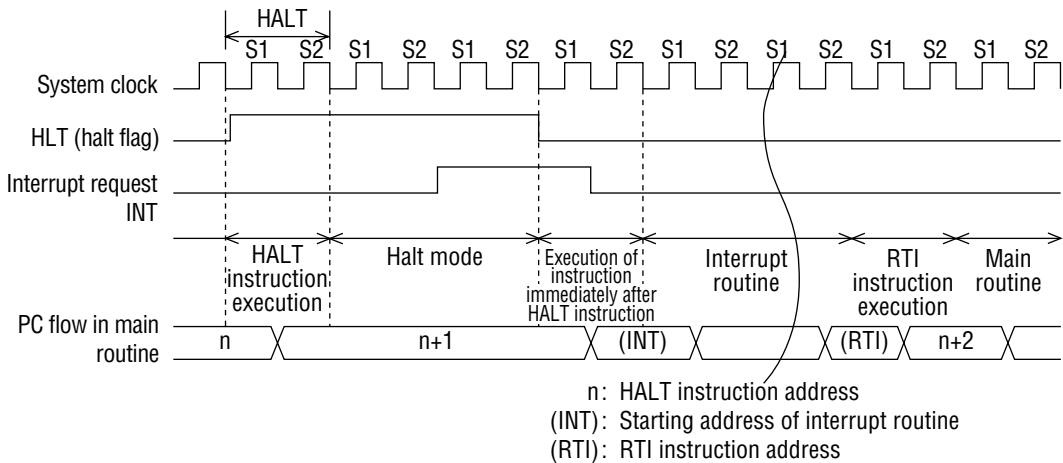 HALT
S1 S2 S1 S2 S1 S2 S1 S2 S1 S2 S1 S2 S1 S2 S1 S2
System clock
HLT (halt flag)
Interrupt request
INT
HALT
instruction
execution
Halt mode
Execution of
instruction
immediately after
HALT instruction
Interrupt
routine
RTI
instruction
execution
Main
routine
PC flow in main
routine
n
n+1
(INT)
(RTI)
n+2
n: HALT instruction address
(INT): Starting address of interrupt routine
(RTI): RTI instruction address